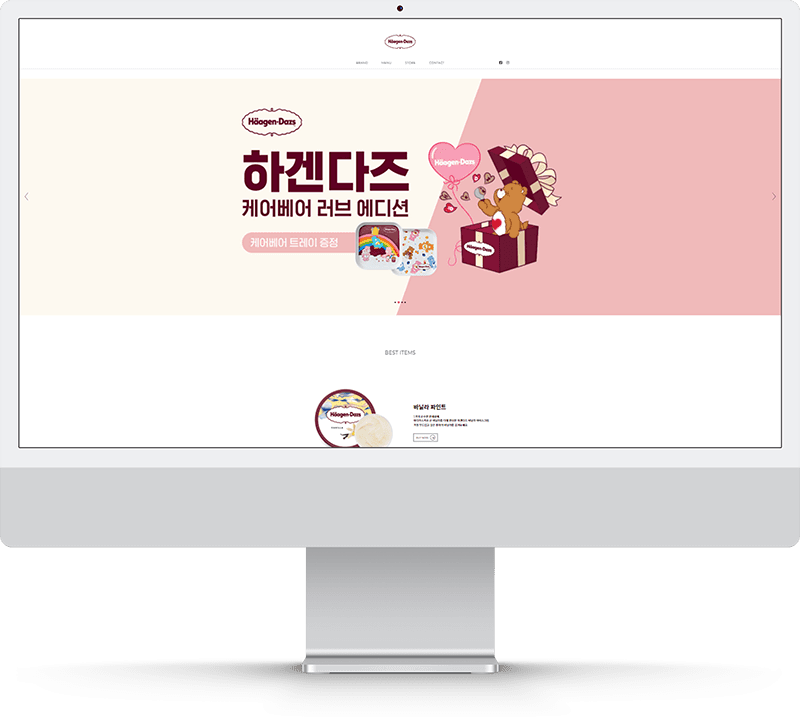 Häagen-Dazs
BRAND MENU STORE CONTACT
Häagen-Dazs
하겐다즈
케어베어 러브 에디션
케어베어 트레이 증정
Häagen-Dazs
Häagen-Dazs
BEST ITEMS
Häagen-Dazs
바닐라 파인트